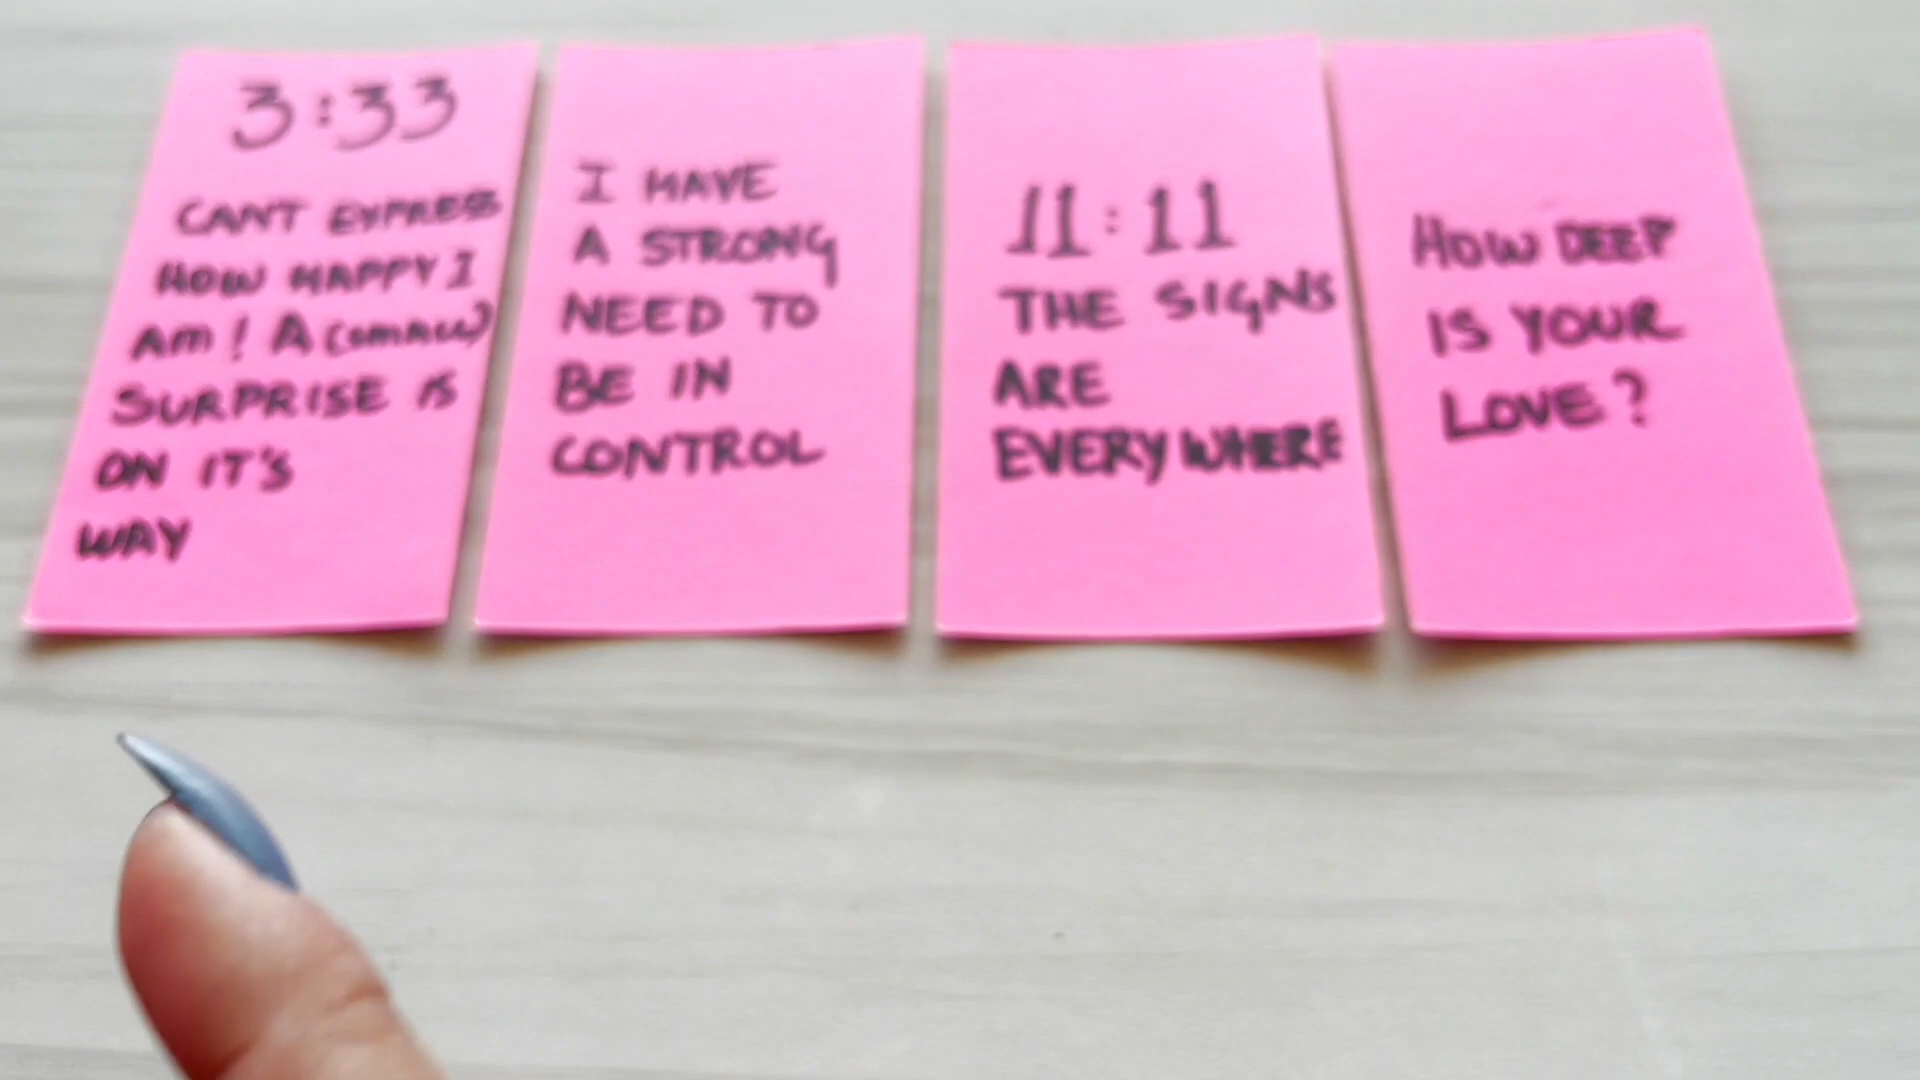 3:33
CANT EXPRESS
HOW HAPPY I
AM! A
SURPRISE IS
ON IT'S
WAY
I HAVE
A STRONG
NEED TO
BE IN
CONTROL
11:11
THE SIGNS
ARE
EVERYWHERE
HOW DEEP
IS YOUR
LOVE?